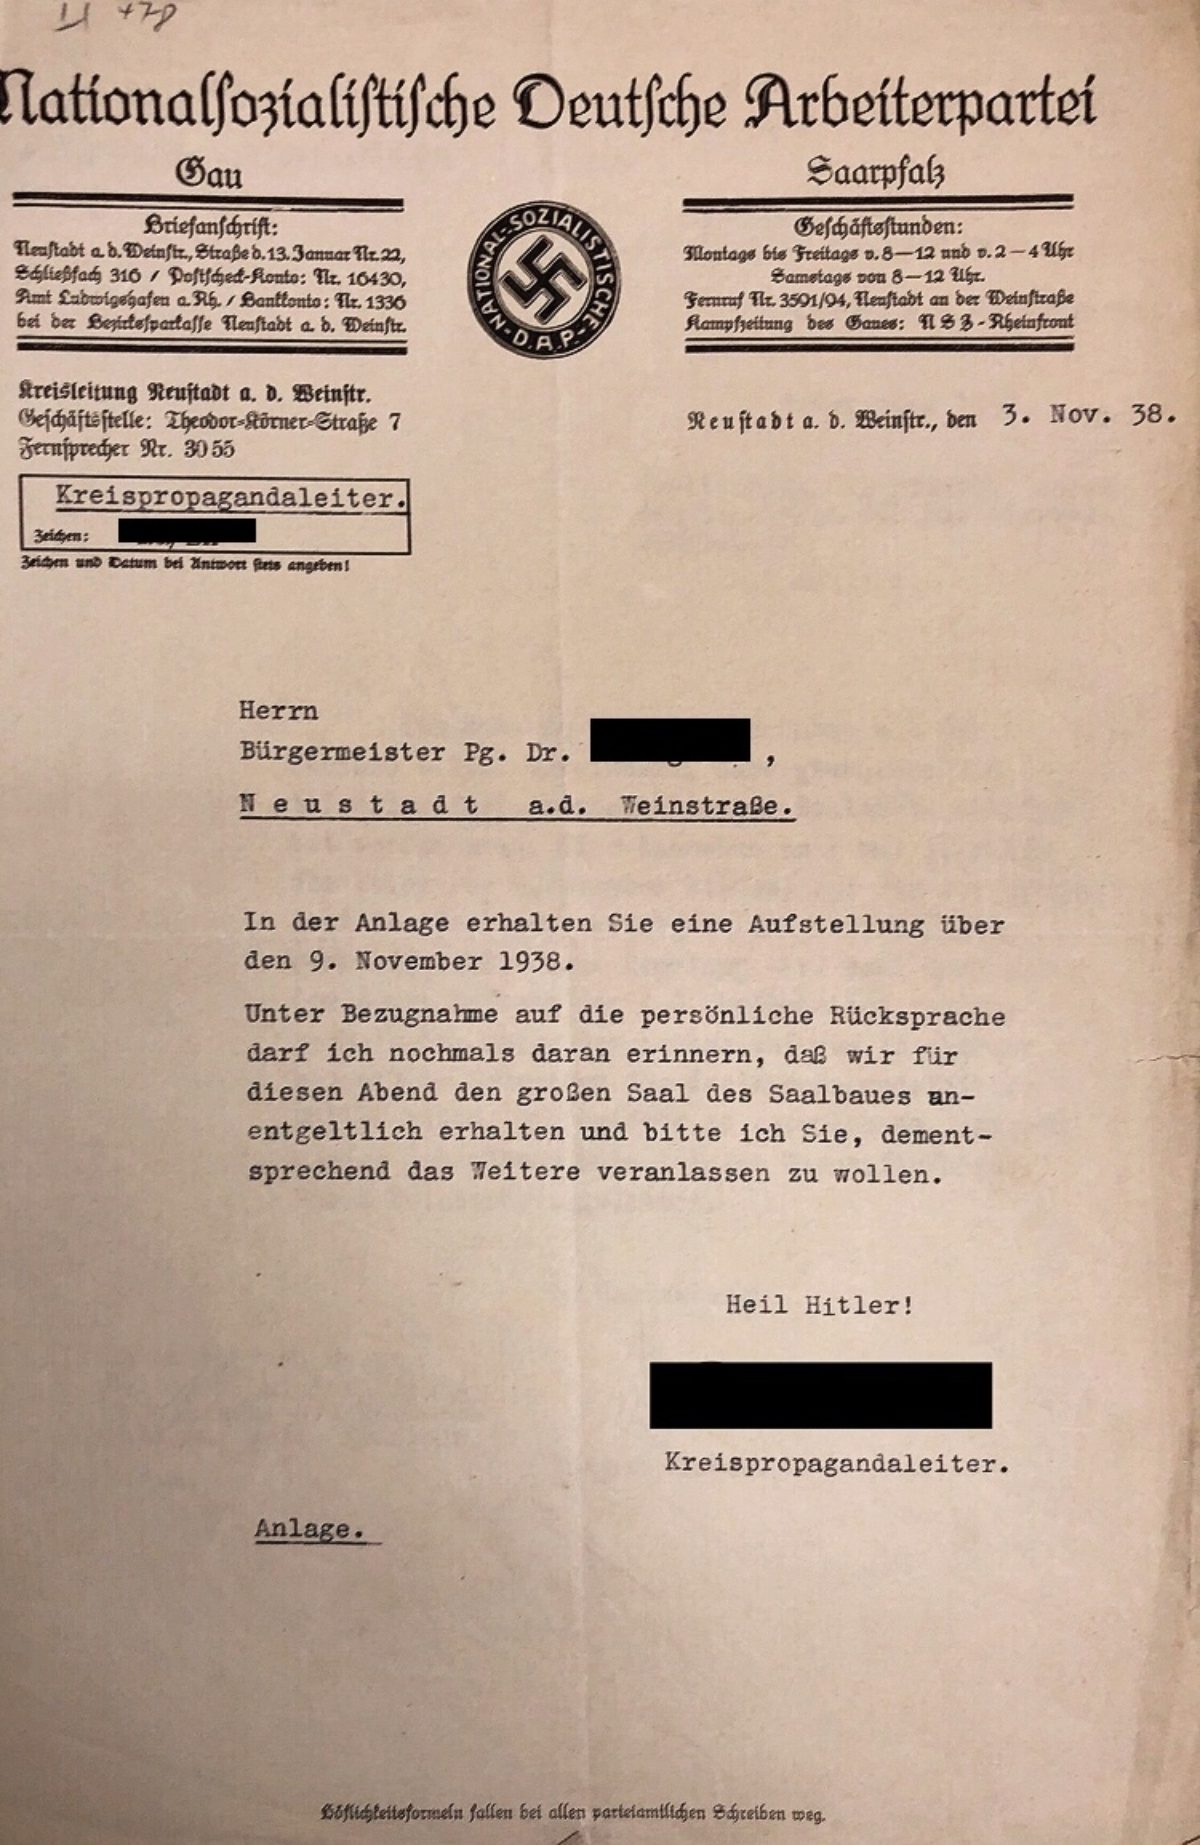 Nationalsozialistische Deutsche Arbeiterpartei
Gau
Saarpfalz
Briefanschrift:
Neustadt a. d. Weinstr., Straße d. 13. Januar Nr. 22,
Schließfach 316 / Postscheck-Konto: Nr. 16430,
Amt Ludwigshafen a. Rh. / Bankkonto: Nr. 1336
bei der Bezirkssparkasse Neustadt a. d. Weinstr.
NATIONAL-SOZIALISTISCHE-D.A.P.-
Geschäftsstunden:
Montags bis Freitags v. 8—12 und v. 2—4 Uhr
Samstags von 8—12 Uhr.
Fernruf Nr. 3591/94, Neustadt an der Weinstraße
Kampfzeitung des Gaues: NSZ-Rheinfront
Kreisleitung Neustadt a. d. Weinstr.
Geschäftsstelle: Theodor-Körner-Straße 7
Fernsprecher Nr. 3055
Neustadt a. d. Weinstr., den 3. Nov. 38.
Kreispropagandaleiter.
Zeichen:
Zeichen und Datum bei Antwort stets angeben!
Herrn
Bürgermeister Pg. Dr. ,
Neustadt a.d. Weinstraße.
In der Anlage erhalten Sie eine Aufstellung über
den 9. November 1938.
Unter Bezugnahme auf die persönliche Rücksprache
darf ich nochmals daran erinnern, daß wir für
diesen Abend den großen Saal des Saalbaues un-
entgeltlich erhalten und bitte ich Sie, dement-
sprechend das Weitere veranlassen zu wollen.
Heil Hitler!
Kreispropagandaleiter.
Anlage.
Höflichkeitsformeln fallen bei allen parteiamtlichen Schreiben weg.